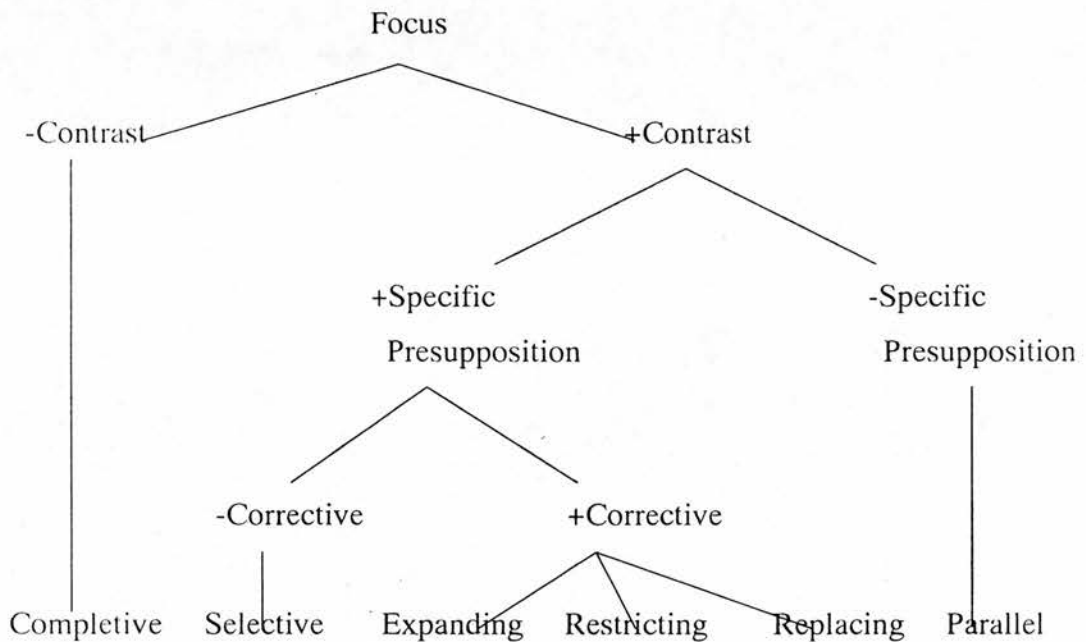 Focus
-Contrast +Contrast
+Specific -Specific
Presupposition Presupposition
-Corrective +Corrective
Completive Selective Expanding Restricting Replacing Parallel